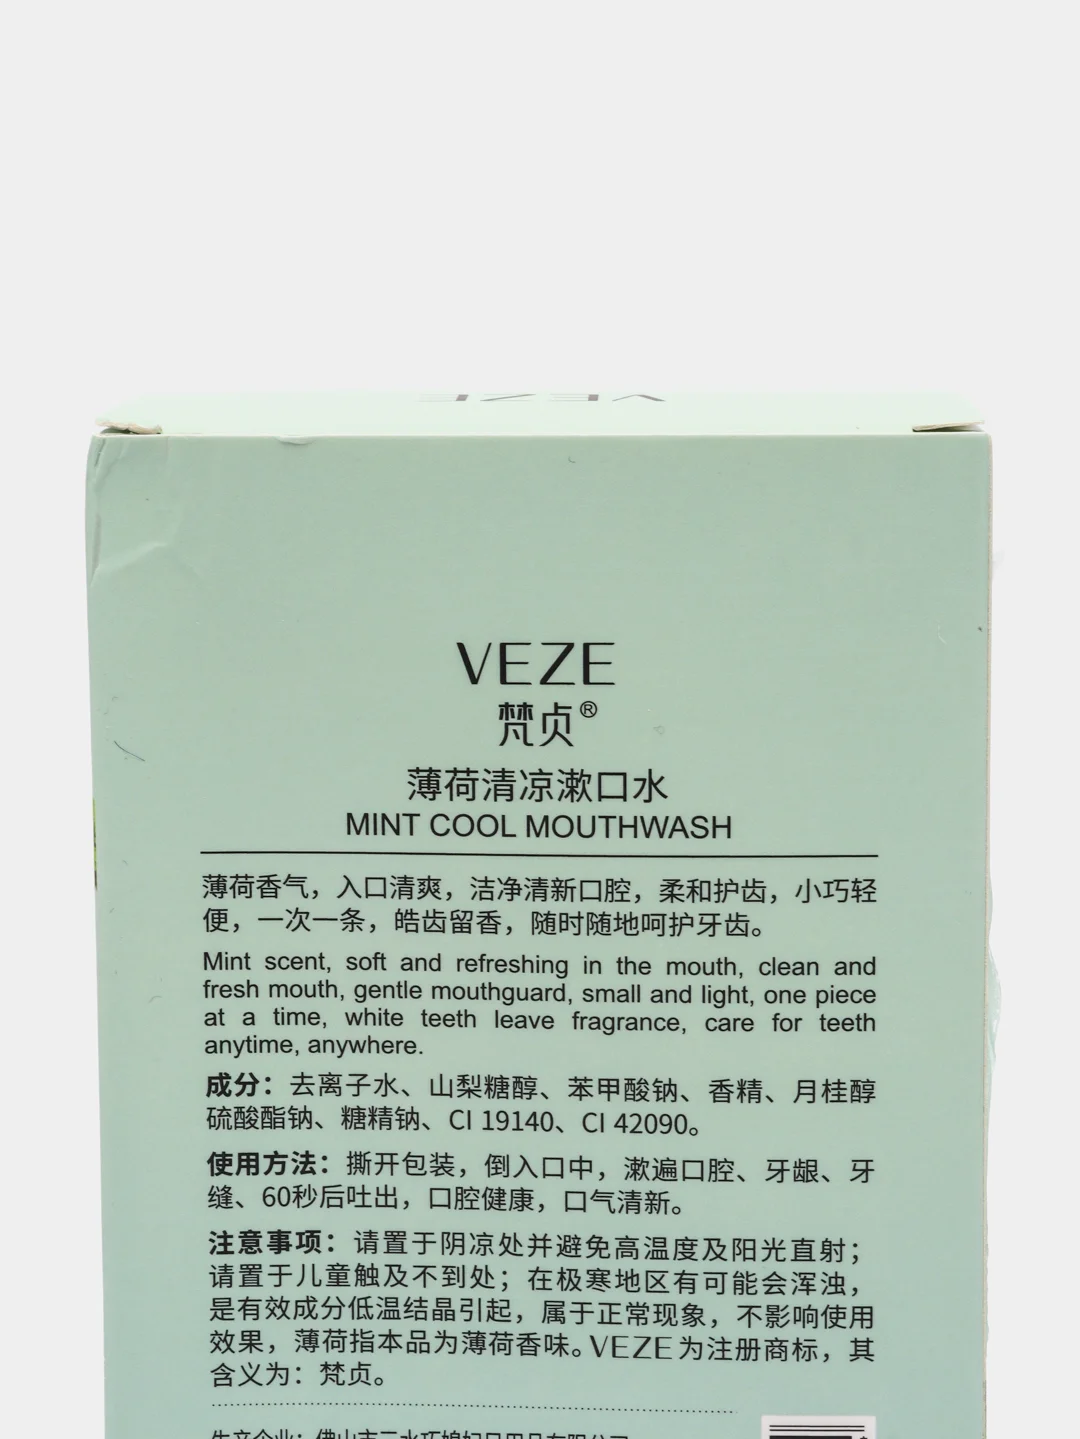 VEZE
VEZE
梵贞®
薄荷清凉漱口水
MINT COOL MOUTHWASH
薄荷香气，入口清爽，洁净清新口腔，柔和护齿，小巧轻
便，一次一条，皓齿留香，随时随地呵护牙齿。
Mint scent, soft and refreshing in the mouth, clean and
fresh mouth, gentle mouthguard, small and light, one piece
at a time, white teeth leave fragrance, care for teeth
anytime, anywhere.
成分：去离子水、山梨糖醇、苯甲酸钠、香精、月桂醇
硫酸酯钠、糖精钠、CI 19140、CI 42090。
使用方法：撕开包装，倒入口中，漱遍口腔、牙龈、牙
缝、60秒后吐出，口腔健康，口气清新。
注意事项：请置于阴凉处并避免高温度及阳光直射；
请置于儿童触及不到处；在极寒地区有可能会浑浊，
是有效成分低温结晶引起，属于正常现象，不影响使用
效果，薄荷指本品为薄荷香味。VEZE为注册商标，其
含义为：梵贞。